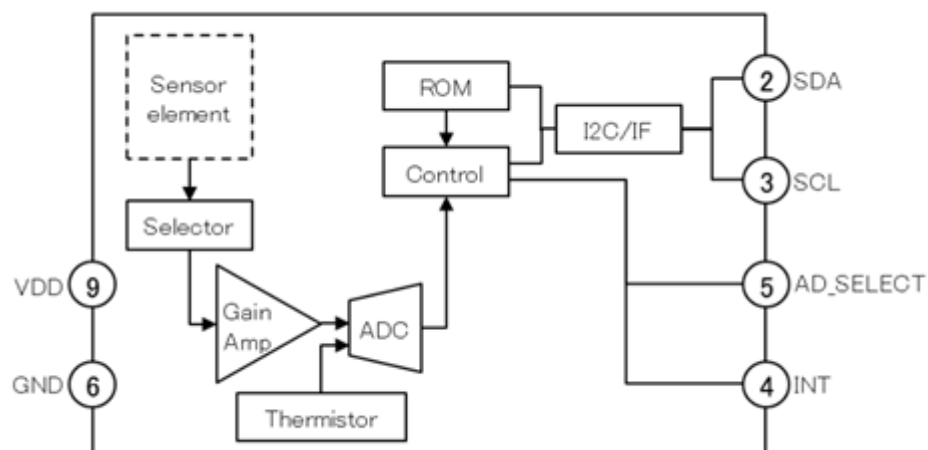 Sensor
element
ROM
I2C/IF
Control
Selector
Gain
Amp
ADC
Thermistor
VDD
9
GND
6
2
SDA
3
SCL
5
AD_SELECT
4
INT